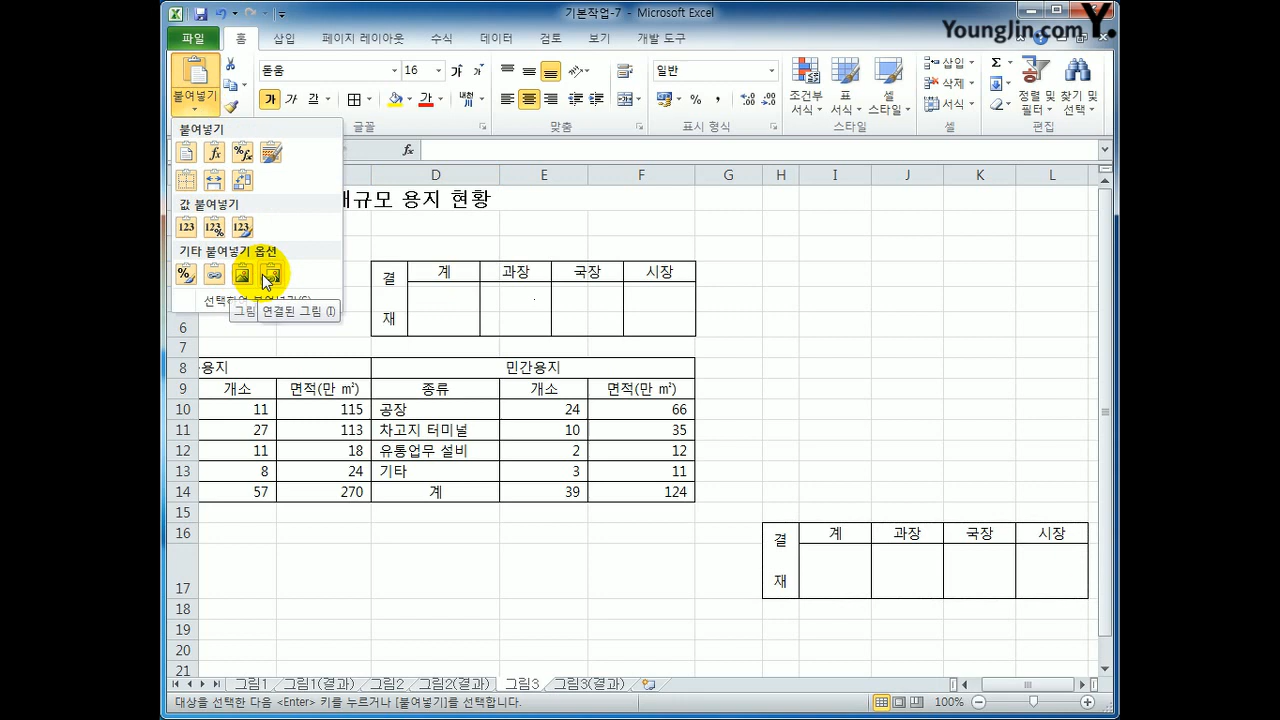 기본작업-7 - Microsoft Excel
YoungJin.com Y.
파일 홈 삽입 페이지 레이아웃 수식 데이터 검토 보기 개발 도구
돋움 16 일반
붙여넣기
조건부 서식 표 서식 셀 스타일 삽입 삭제 서식 정렬 및 필터 찾기 및 선택
글꼴 맞춤 표시 형식 스타일 셀 편집
붙여넣기
값 붙여넣기
기타 붙여넣기 옵션
그림 연결된 그림 (I)
D E F G H I J K L
규모 용지 현황
결 재 계 과장 국장 시장
6
7
8 용지 민간용지
9 개소 면적(만 ㎡) 종류 개소 면적(만 ㎡)
10 11 115 공장 24 66
11 27 113 차고지 터미널 10 35
12 11 18 유통업무 설비 2 12
13 8 24 기타 3 11
14 57 270 계 39 124
15
16 결 계 과장 국장 시장
17 재
18
19
20
21
그림1 그림1(결과) 그림2 그림2(결과) 그림3 그림3(결과)
대상을 선택한 다음 <Enter> 키를 누르거나 [붙여넣기]를 선택합니다. 100%